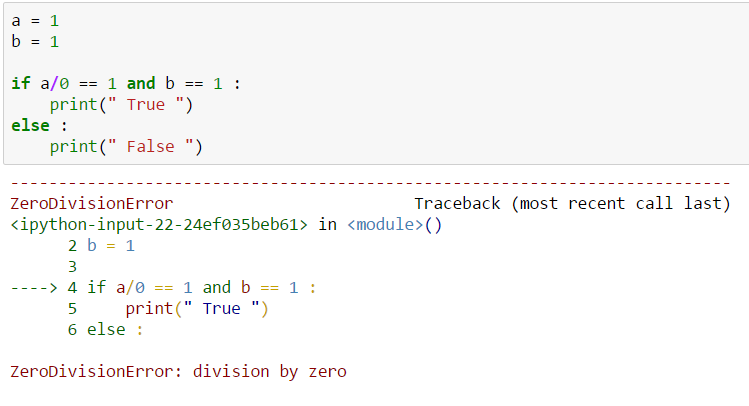 a = 1
b = 1
if a/0 == 1 and b == 1 :
    print(" True ")
else :
    print(" False ")
---------------------------------------------------------------------------
ZeroDivisionError                         Traceback (most recent call last)
<ipython-input-22-24ef035beb61> in <module>()
      2 b = 1
      3
----> 4 if a/0 == 1 and b == 1 :
      5     print(" True ")
      6 else :
ZeroDivisionError: division by zero